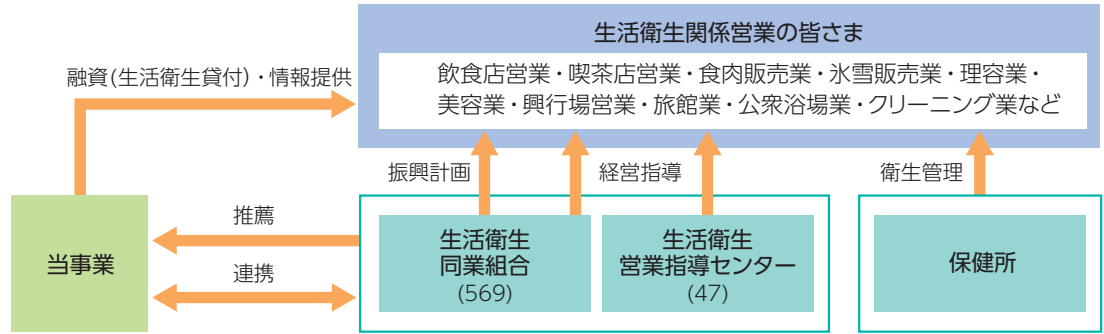 生活衛生関係営業の皆さま
融資(生活衛生貸付)・情報提供
飲食店営業・喫茶店営業・食肉販売業・氷雪販売業・理容業・
美容業・興行場営業・旅館業・公衆浴場業・クリーニング業など
振興計画
経営指導
衛生管理
推薦
当事業
連携
生活衛生
同業組合
(569)
生活衛生
営業指導センター
(47)
保健所